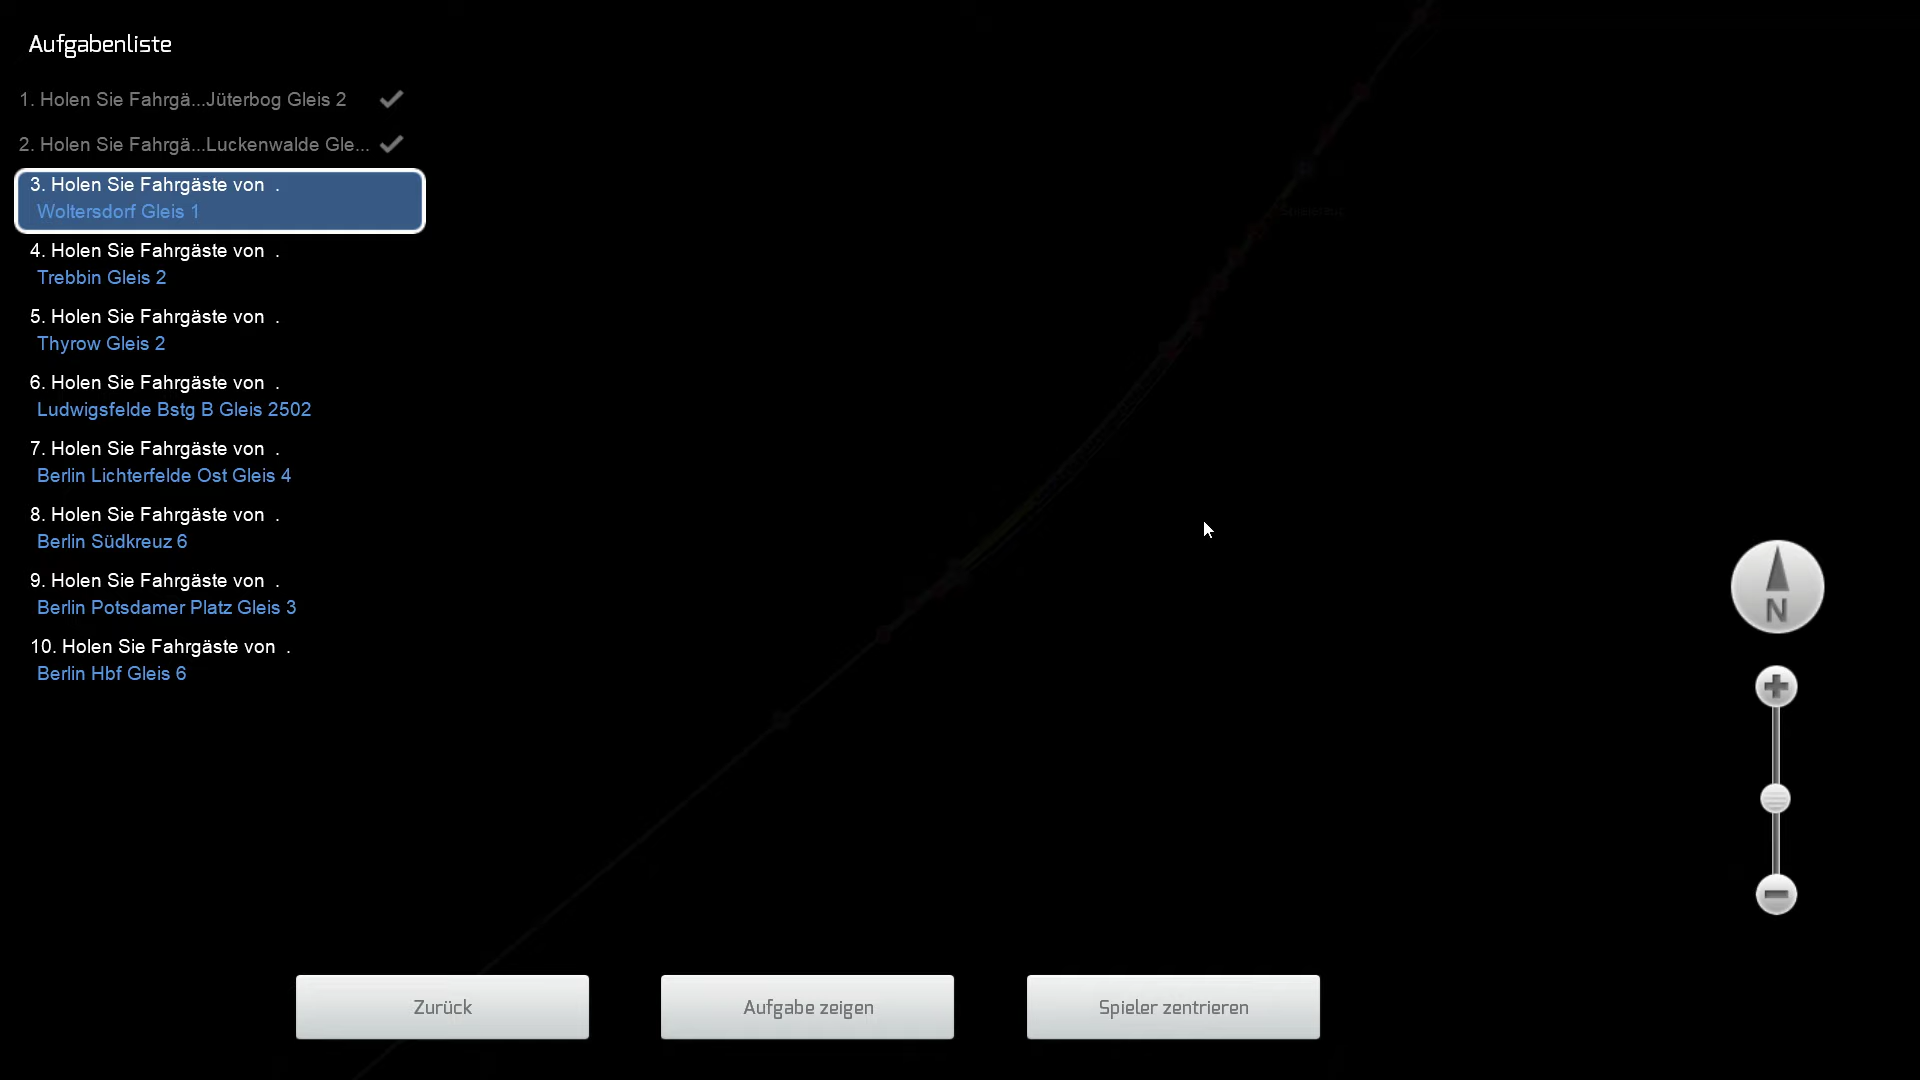 Aufgabenliste
1. Holen Sie Fahrgä...Jüterbog Gleis 2
2. Holen Sie Fahrgä...Luckenwalde Gle...
3. Holen Sie Fahrgäste von .
Woltersdorf Gleis 1
4. Holen Sie Fahrgäste von .
Trebbin Gleis 2
5. Holen Sie Fahrgäste von .
Thyrow Gleis 2
6. Holen Sie Fahrgäste von .
Ludwigsfelde Bstg B Gleis 2502
7. Holen Sie Fahrgäste von .
Berlin Lichterfelde Ost Gleis 4
8. Holen Sie Fahrgäste von .
Berlin Südkreuz 6
9. Holen Sie Fahrgäste von .
Berlin Potsdamer Platz Gleis 3
10. Holen Sie Fahrgäste von .
Berlin Hbf Gleis 6
N
Zurück
Aufgabe zeigen
Spieler zentrieren